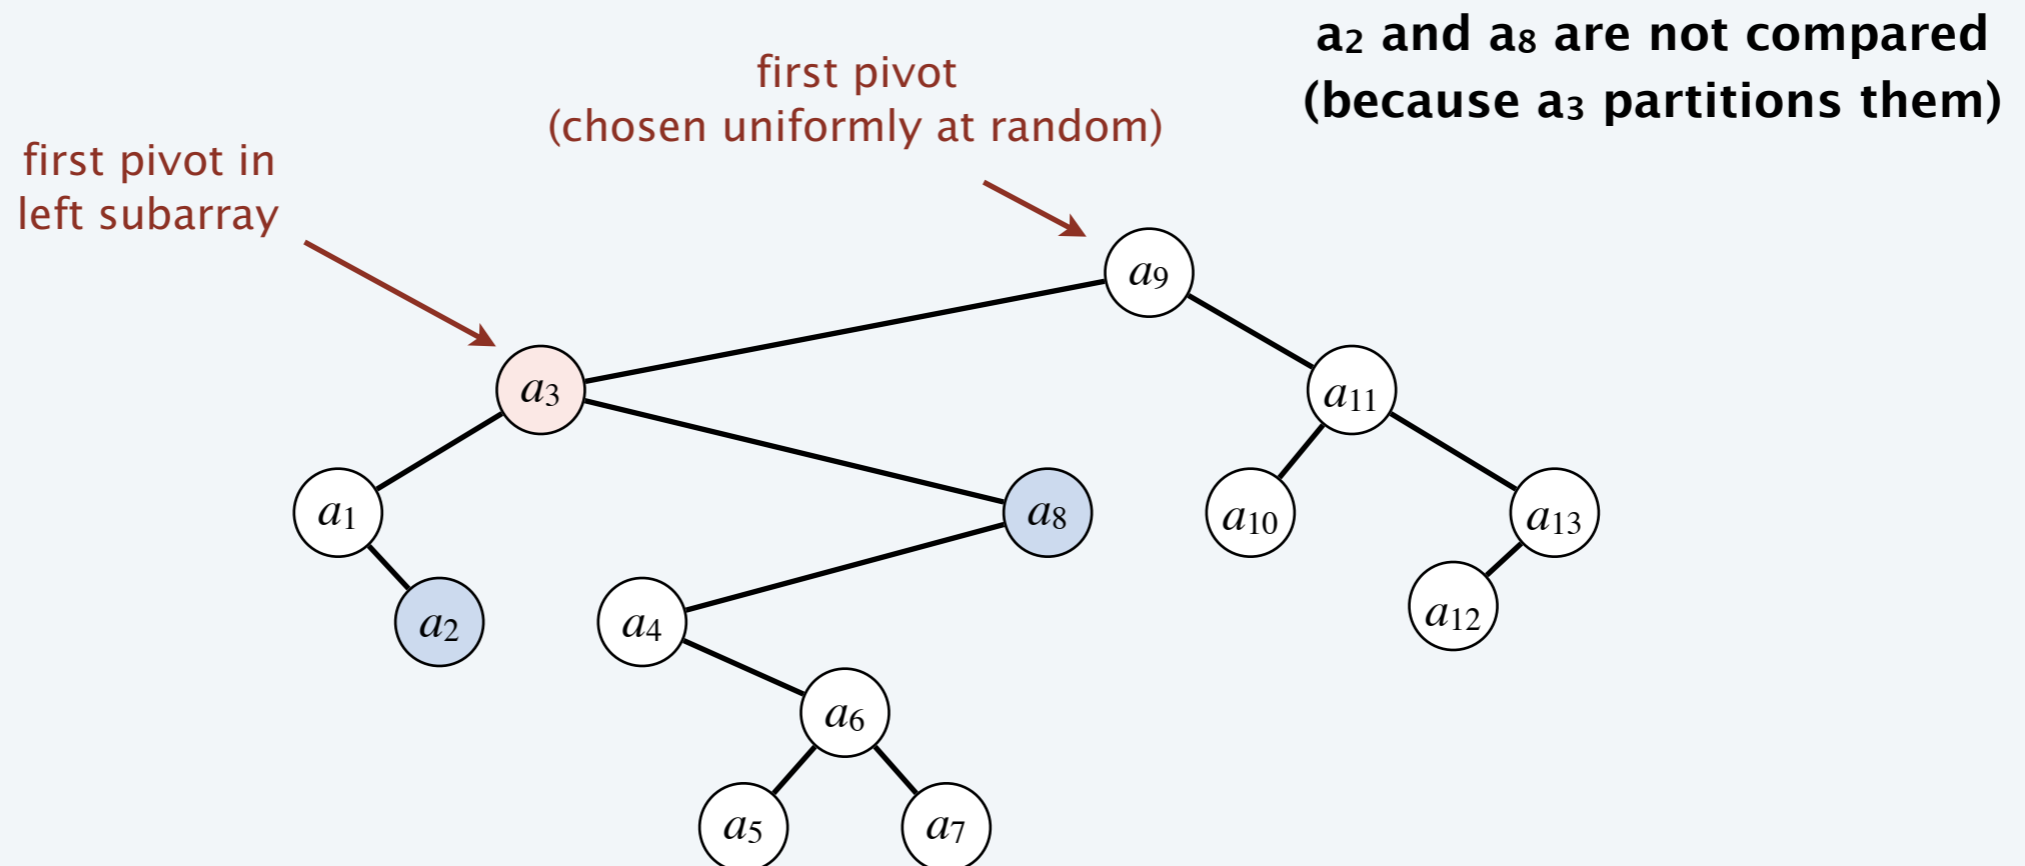 a₂ and a₈ are not compared
(because a₃ partitions them)
first pivot
(chosen uniformly at random)
first pivot in
left subarray
a₉
a₃
a₁₁
a₁
a₈
a₁₀
a₁₃
a₂
a₄
a₁₂
a₆
a₅
a₇